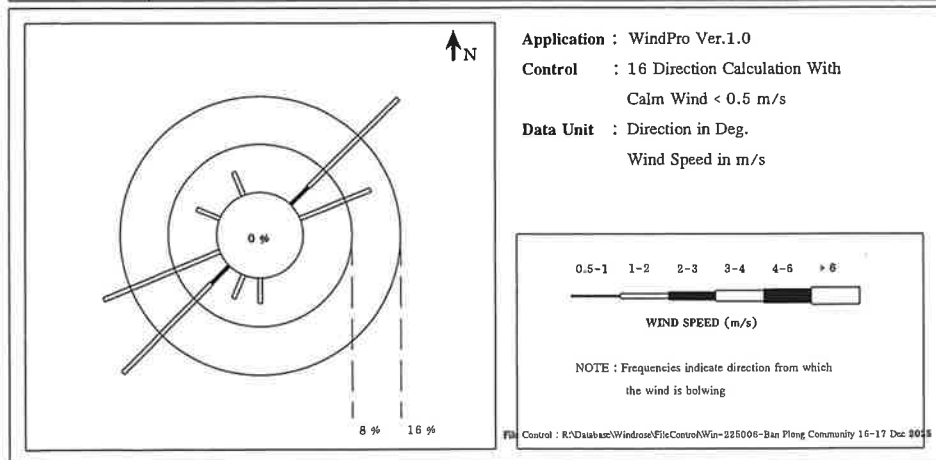 N
Application : WindPro Ver.1.0
Control : 16 Direction Calculation With
Calm Wind < 0.5 m/s
Data Unit : Direction in Deg.
Wind Speed in m/s
0 %
8 % 16 %
0.5-1 1-2 2-3 3-4 4-6 > 6
WIND SPEED (m/s)
NOTE : Frequencies indicate direction from which
the wind is bolwing
File Control : R:\Database\Windrose\FileControl\Win-225006-Ban Plong Community 16-17 Dec 2025